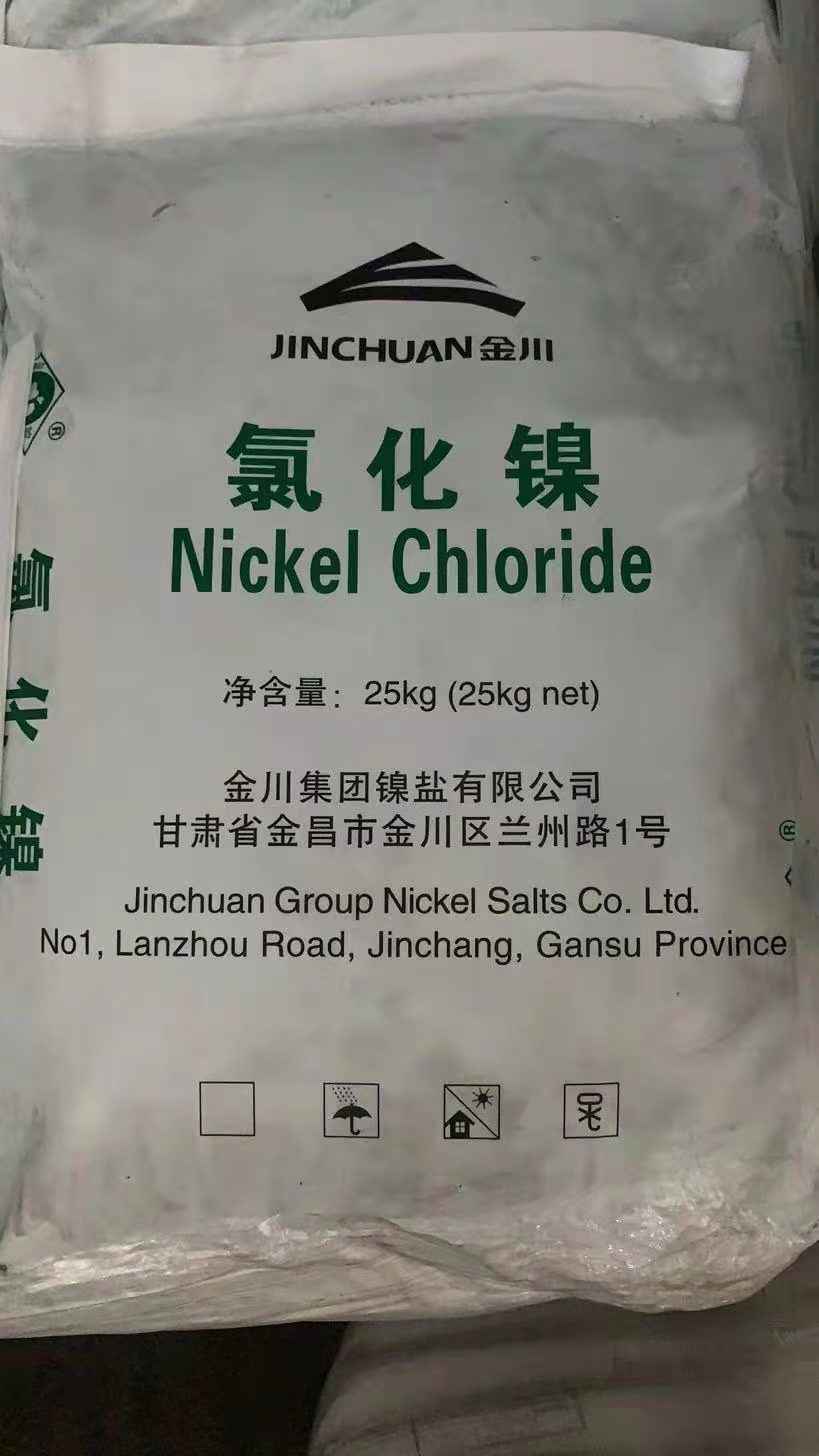 JINCHUAN金川
氯化镍
Nickel Chloride
净含量：25kg (25kg net)
金川集团镍盐有限公司
甘肃省金昌市金川区兰州路1号
Jinchuan Group Nickel Salts Co. Ltd.
No1, Lanzhou Road, Jinchang, Gansu Province
®
氯化镍
®